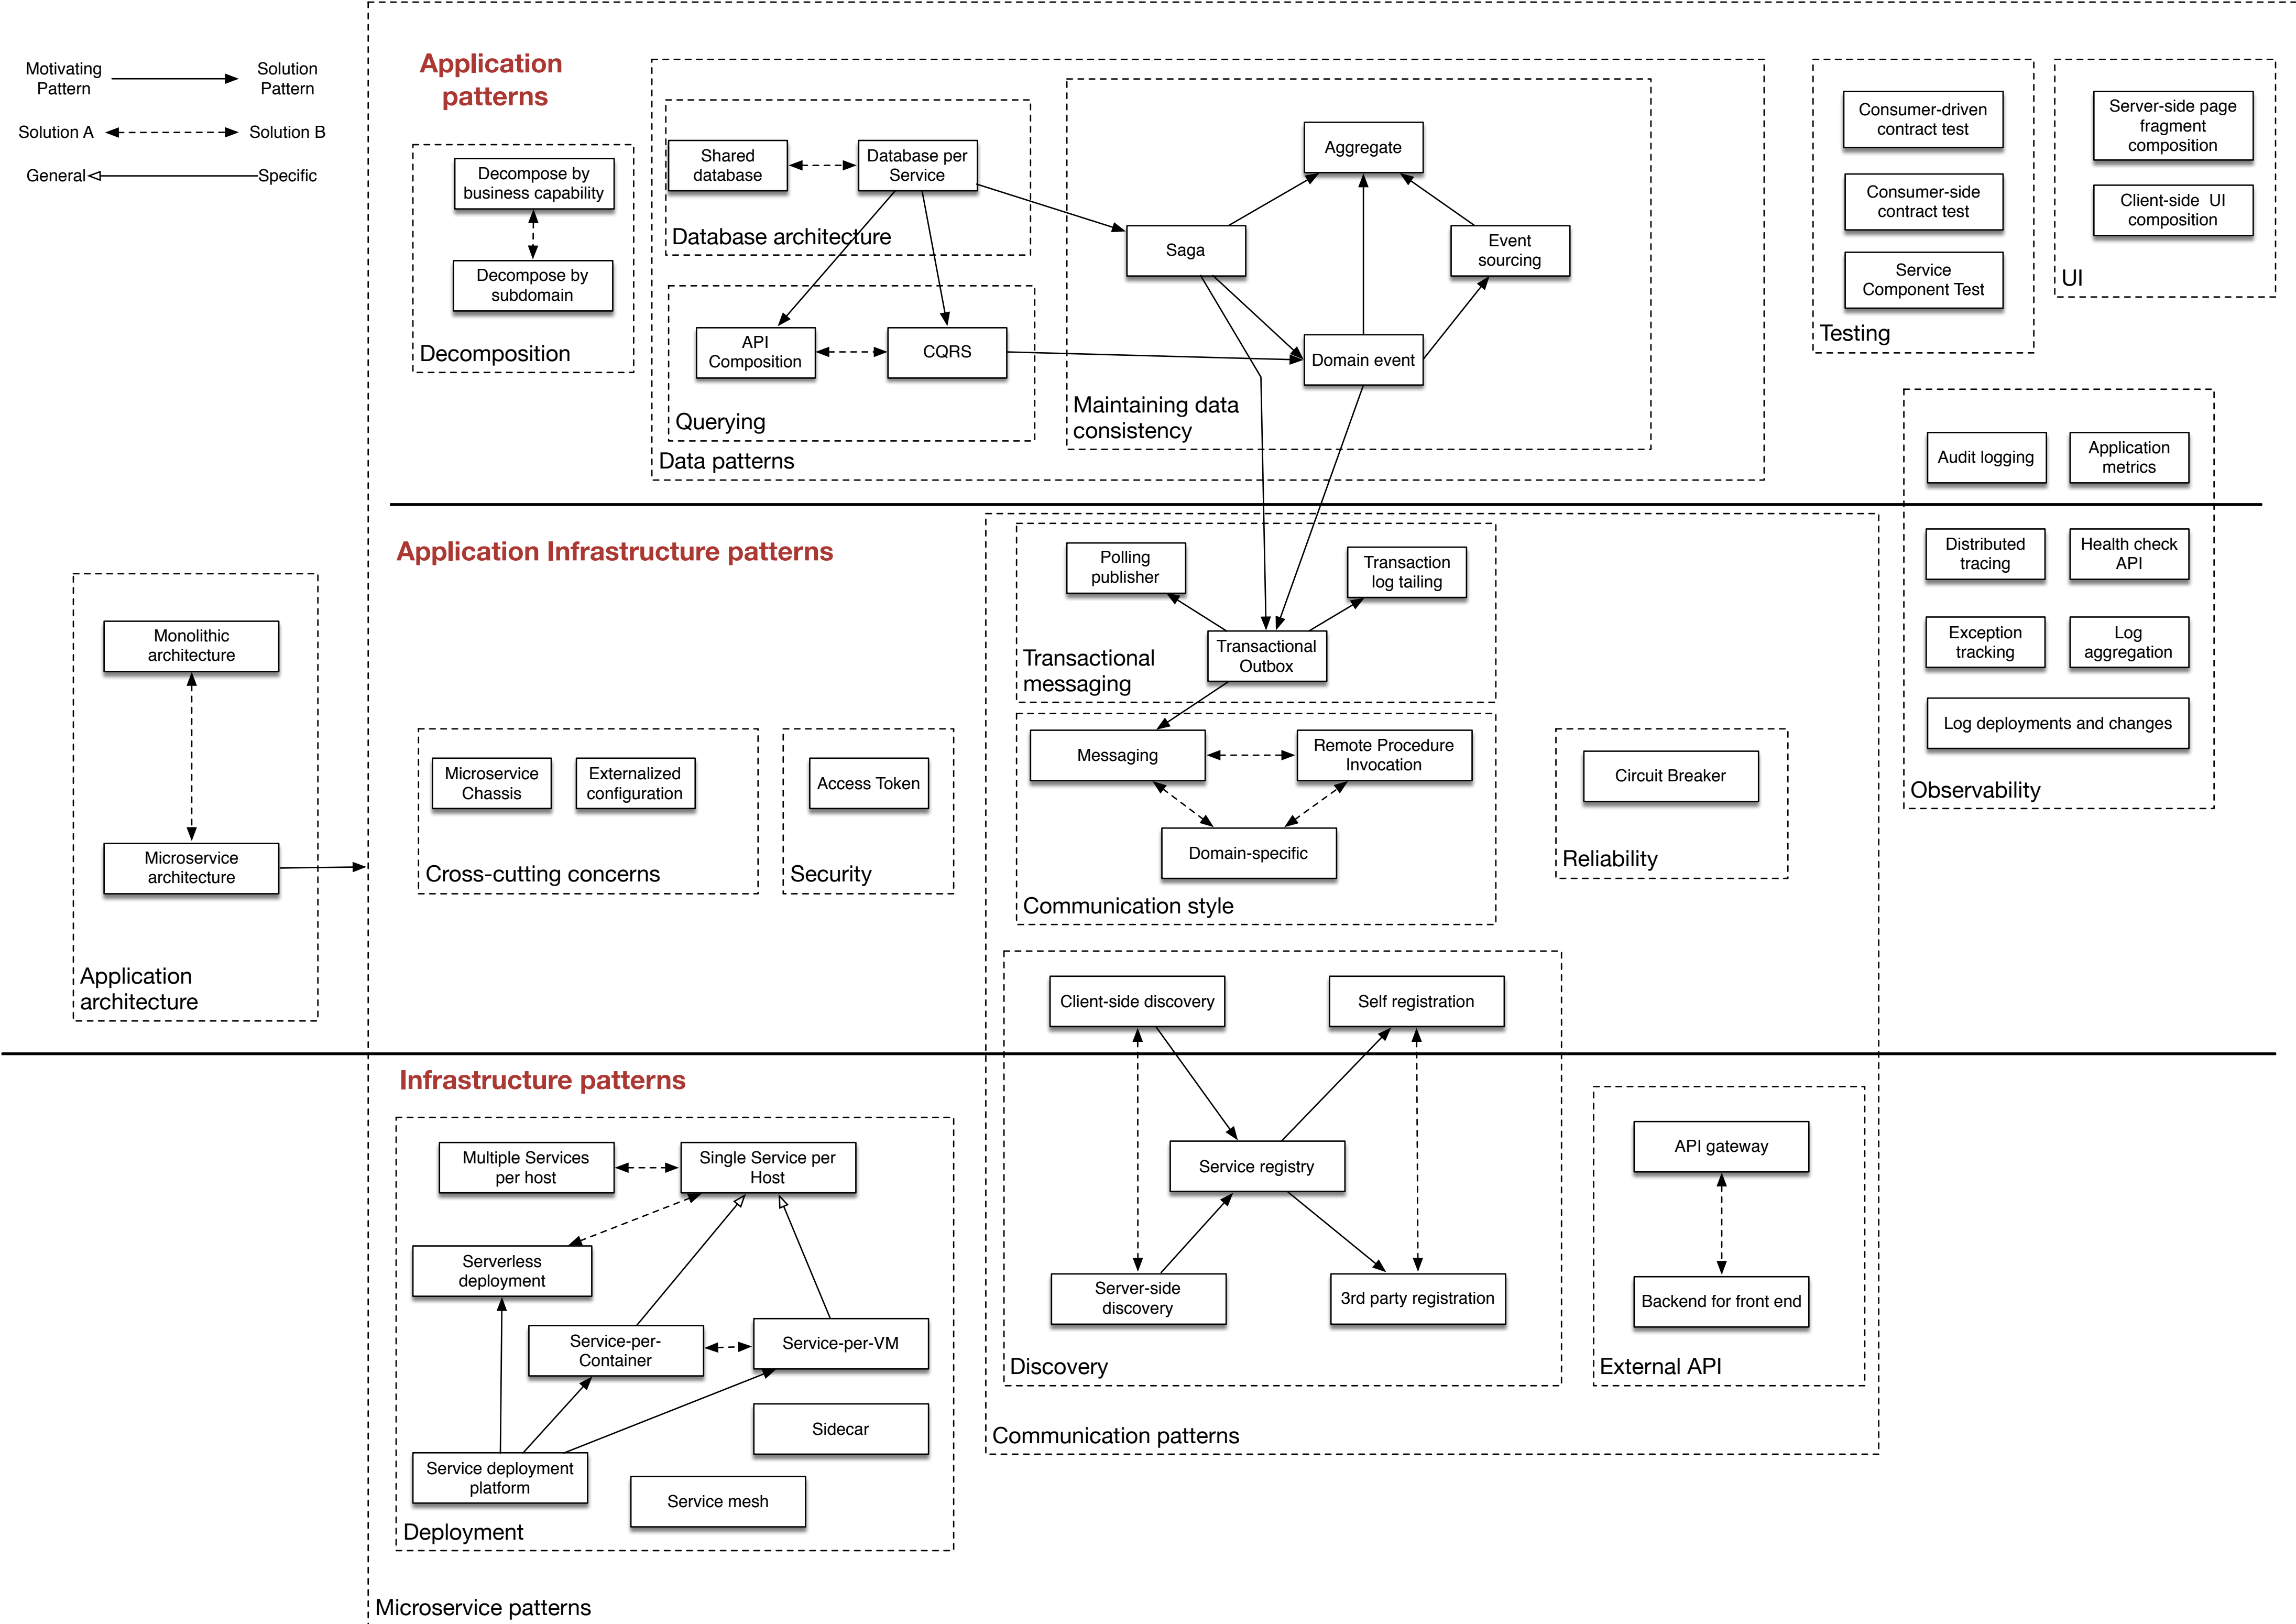 Motivating
Pattern
Solution
Pattern
Solution A
Solution B
General
Specific
Application
patterns
Decompose by
business capability
Decompose by
subdomain
Decomposition
Shared
database
Database per
Service
Database architecture
API
Composition
CQRS
Querying
Data patterns
Aggregate
Saga
Event
sourcing
Domain event
Maintaining data
consistency
Consumer-driven
contract test
Consumer-side
contract test
Service
Component Test
Testing
Server-side page
fragment
composition
Client-side UI
composition
UI
Audit logging
Application
metrics
Distributed
tracing
Health check
API
Exception
tracking
Log
aggregation
Log deployments and changes
Observability
Application Infrastructure patterns
Monolithic
architecture
Microservice
architecture
Application
architecture
Microservice
Chassis
Externalized
configuration
Cross-cutting concerns
Access Token
Security
Polling
publisher
Transaction
log tailing
Transactional
Outbox
Transactional
messaging
Messaging
Remote Procedure
Invocation
Domain-specific
Communication style
Circuit Breaker
Reliability
Client-side discovery
Self registration
Service registry
Server-side
discovery
3rd party registration
Discovery
API gateway
Backend for front end
External API
Communication patterns
Infrastructure patterns
Multiple Services
per host
Single Service per
Host
Serverless
deployment
Service-per-
Container
Service-per-VM
Sidecar
Service deployment
platform
Service mesh
Deployment
Microservice patterns